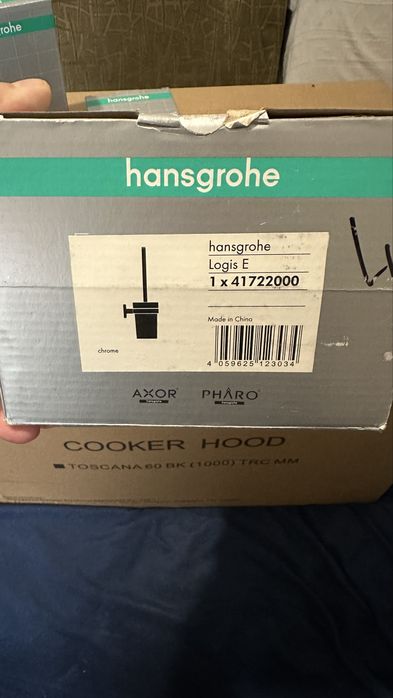 rohe
hansgrohe
hansgrohe
hansgrohe
Logis E
1 x 41722000
Made in China
chrome
4 059625 123034
AXOR
PHARO
COOKER HOOD
TOSCANA 60 BK (1000) TRC MM